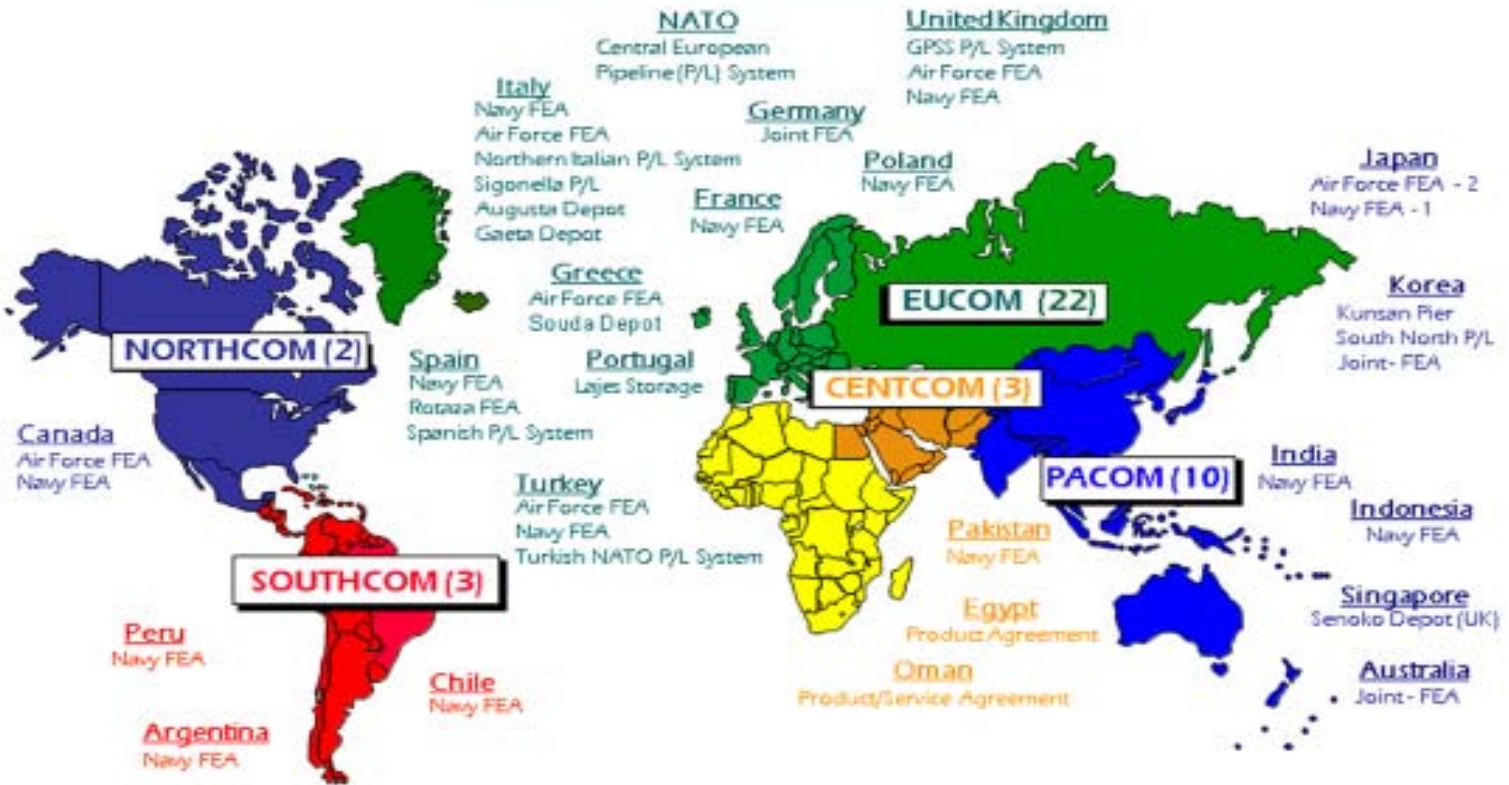 NATO
Central European
Pipeline (P/L) System
United Kingdom
GPSS P/L System
Air Force FEA
Navy FEA
Italy
Navy FEA
Air Force FEA
Northern Italian P/L System
Sigonella P/L
Augusta Depot
Gaeta Depot
Germany
Joint FEA
Poland
Navy FEA
France
Navy FEA
Japan
Air Force FEA - 2
Navy FEA - 1
Greece
Air Force FEA
Souda Depot
EUCOM (22)
Korea
Kunsan Pier
South North P/L
Joint- FEA
NORTHCOM (2)
Spain
Navy FEA
Rotaza FEA
Spanish P/L System
Portugal
Lajes Storage
CENTCOM (3)
Canada
Air Force FEA
Navy FEA
PACOM (10)
India
Navy FEA
Turkey
Air Force FEA
Navy FEA
Turkish NATO P/L System
Indonesia
Navy FEA
Pakistan
Navy FEA
SOUTHCOM (3)
Singapore
Senoko Depot (UK)
Egypt
Product Agreement
Peru
Navy FEA
Oman
Product/Service Agreement
Australia
Joint - FEA
Chile
Navy FEA
Argentina
Navy FEA